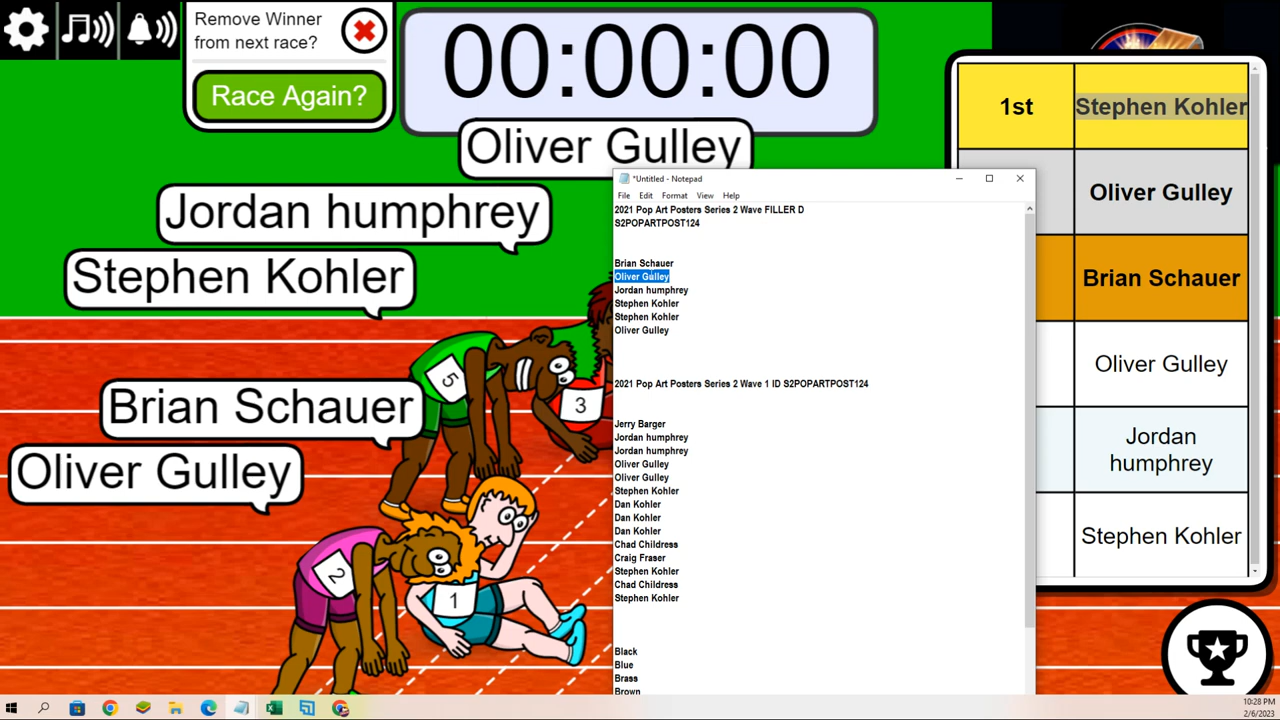 Remove Winner
from next race?
Race Again?
00:00:00
Oliver Gulley
Jordan humphrey
Stephen Kohler
Brian Schauer
Oliver Gulley
5
3
2
1
*Untitled - Notepad
File Edit Format View Help
2021 Pop Art Posters Series 2 Wave FILLER D
S2POPARTPOST124
Brian Schauer
Oliver Gulley
Jordan humphrey
Stephen Kohler
Stephen Kohler
Oliver Gulley
2021 Pop Art Posters Series 2 Wave 1 ID S2POPARTPOST124
Jerry Barger
Jordan humphrey
Jordan humphrey
Oliver Gulley
Oliver Gulley
Stephen Kohler
Dan Kohler
Dan Kohler
Dan Kohler
Chad Childress
Craig Fraser
Stephen Kohler
Chad Childress
Stephen Kohler
Black
Blue
Brass
Brown
1st Stephen Kohler
Oliver Gulley
Brian Schauer
Oliver Gulley
Jordan
humphrey
Stephen Kohler
10:28 PM
2/6/2023